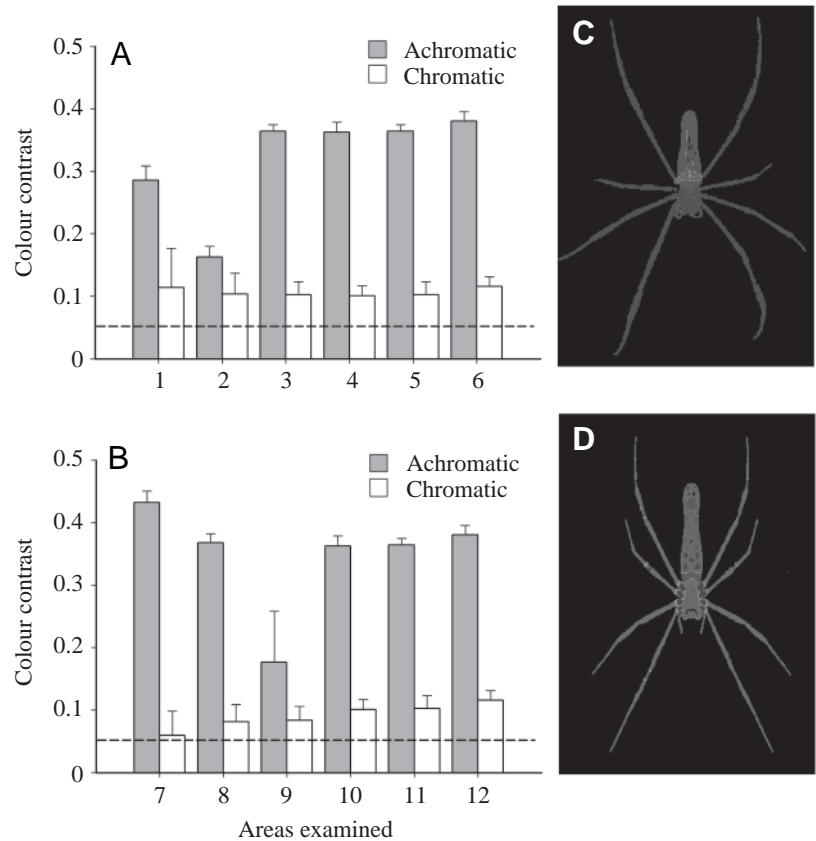 A
Achromatic
Chromatic
Colour contrast
0.5
0.4
0.3
0.2
0.1
0
1 2 3 4 5 6
C
B
Achromatic
Chromatic
Colour contrast
0.5
0.4
0.3
0.2
0.1
0
7 8 9 10 11 12
Areas examined
D